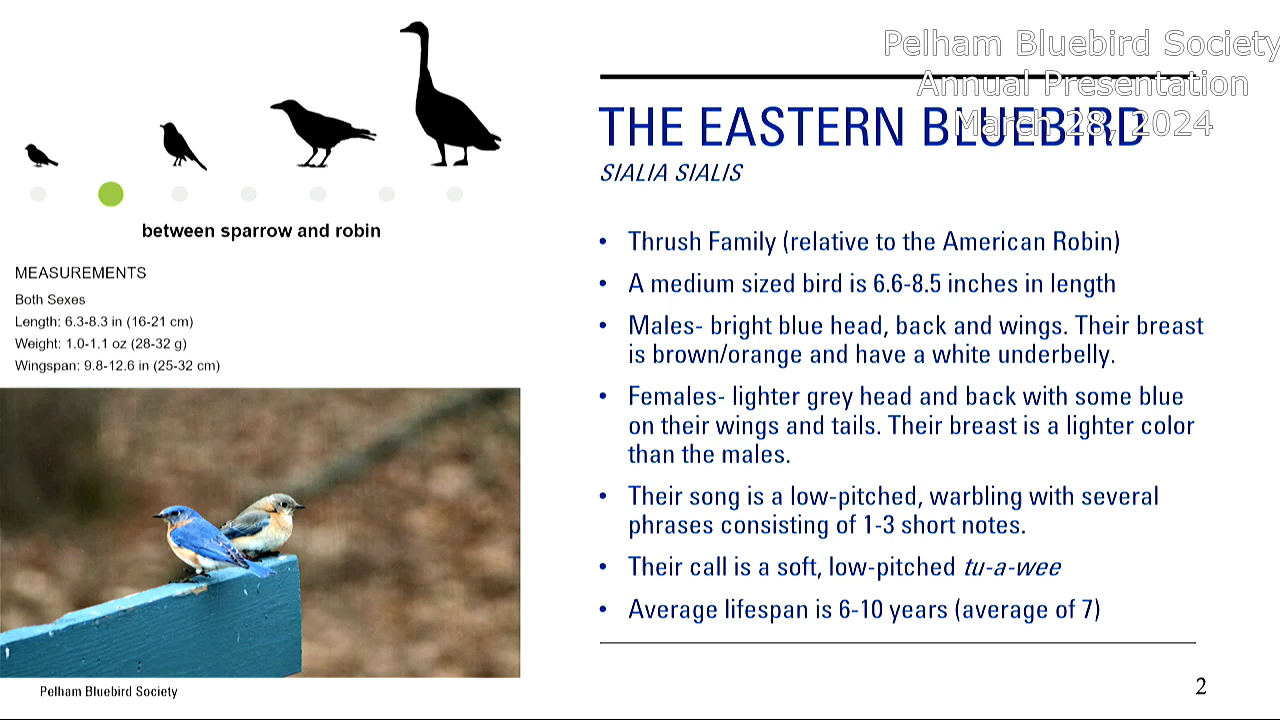 Pelham Bluebird Society
Annual Presentation
March 28, 2024
THE EASTERN BLUEBIRD
SIALIA SIALIS
between sparrow and robin
MEASUREMENTS
Both Sexes
Length: 6.3-8.3 in (16-21 cm)
Weight: 1.0-1.1 oz (28-32 g)
Wingspan: 9.8-12.6 in (25-32 cm)
• Thrush Family (relative to the American Robin)
• A medium sized bird is 6.6-8.5 inches in length
• Males- bright blue head, back and wings. Their breast
is brown/orange and have a white underbelly.
• Females- lighter grey head and back with some blue
on their wings and tails. Their breast is a lighter color
than the males.
• Their song is a low-pitched, warbling with several
phrases consisting of 1-3 short notes.
• Their call is a soft, low-pitched tu-a-wee
• Average lifespan is 6-10 years (average of 7)
Pelham Bluebird Society
2